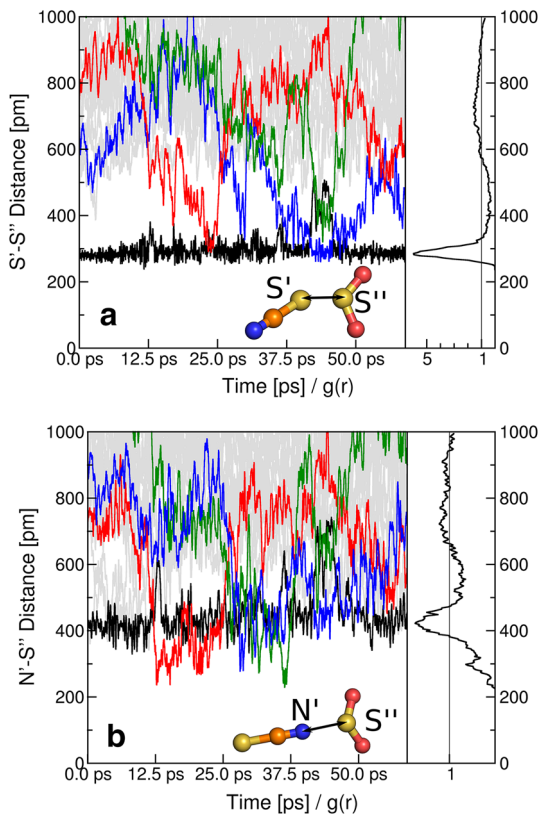 1000 1000
800 800
600 600
400 400
200 200
0
S'-S'' Distance [pm]
S'
S''
a
0.0 ps 12.5 ps 25.0 ps 37.5 ps 50.0 ps 5 1
Time [ps] / g(r)
1000 1000
800 800
600 600
400 400
200 200
0
N'-S'' Distance [pm]
N'
S''
b
0.0 ps 12.5 ps 25.0 ps 37.5 ps 50.0 ps 1
Time [ps] / g(r)